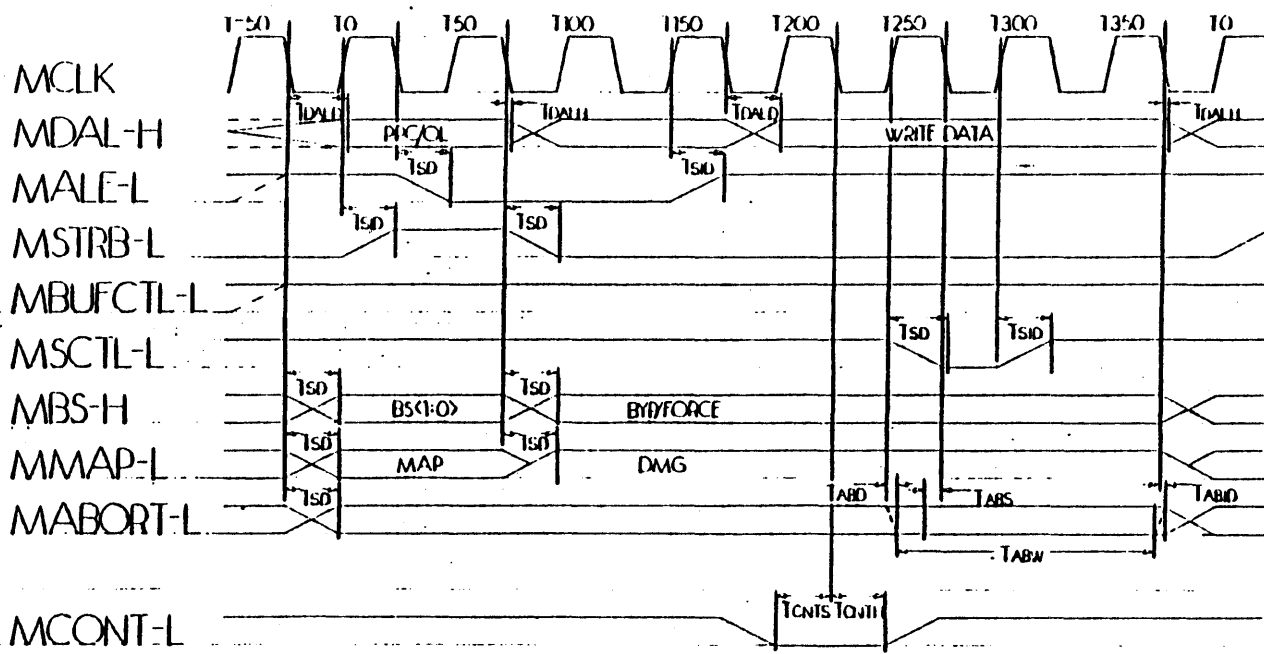 T-50 T0 T50 T100 T150 T200 T250 T300 T350 T0
MCLK
TDALD TDALH TDALD TDALH
MDAL-H PPC/OL WRITE DATA
TSD TSID
MALE-L
TSID TSD
MSTRB-L
MBUFCTL-L
TSD TSID
MSCTL-L
TSD TSD
MBS-H BS<1:0> BYP/FORCE
TSD TSD
MMAP-L MAP DMG
TSD TABD TABS TABID
MABORT-L
TABW
TCNTS TCNTH
MCONT-L